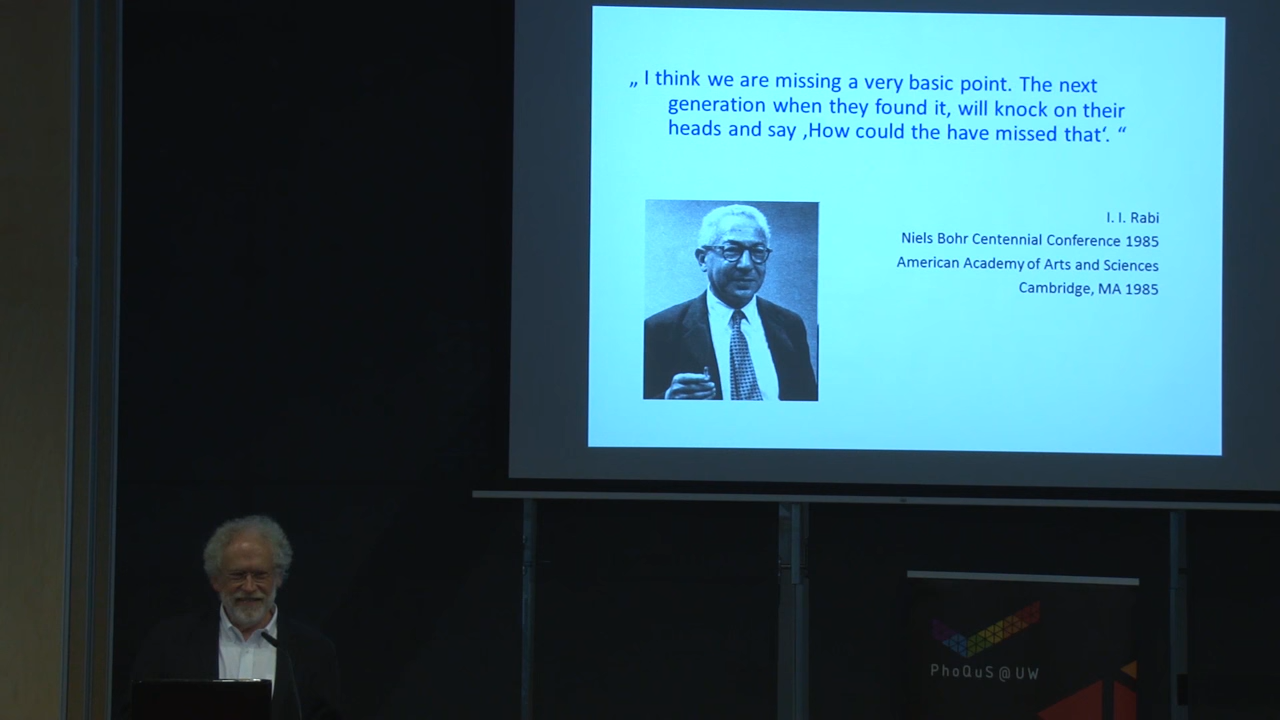 „ I think we are missing a very basic point. The next
generation when they found it, will knock on their
heads and say ‚How could the have missed that‘. “
I. I. Rabi
Niels Bohr Centennial Conference 1985
American Academy of Arts and Sciences
Cambridge, MA 1985
PhoQuS@UW